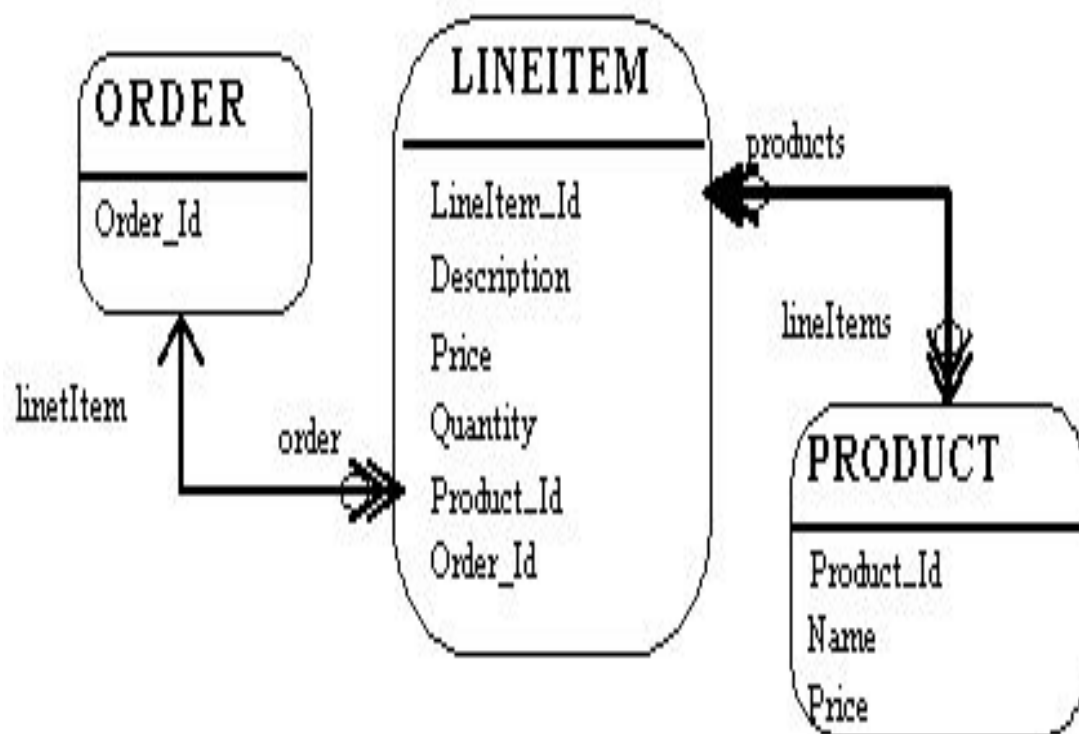 ORDER
Order_Id
linetItem
order
LINEITEM
LineItem_Id
Description
Price
Quantity
Product_Id
Order_Id
products
lineItems
PRODUCT
Product_Id
Name
Price